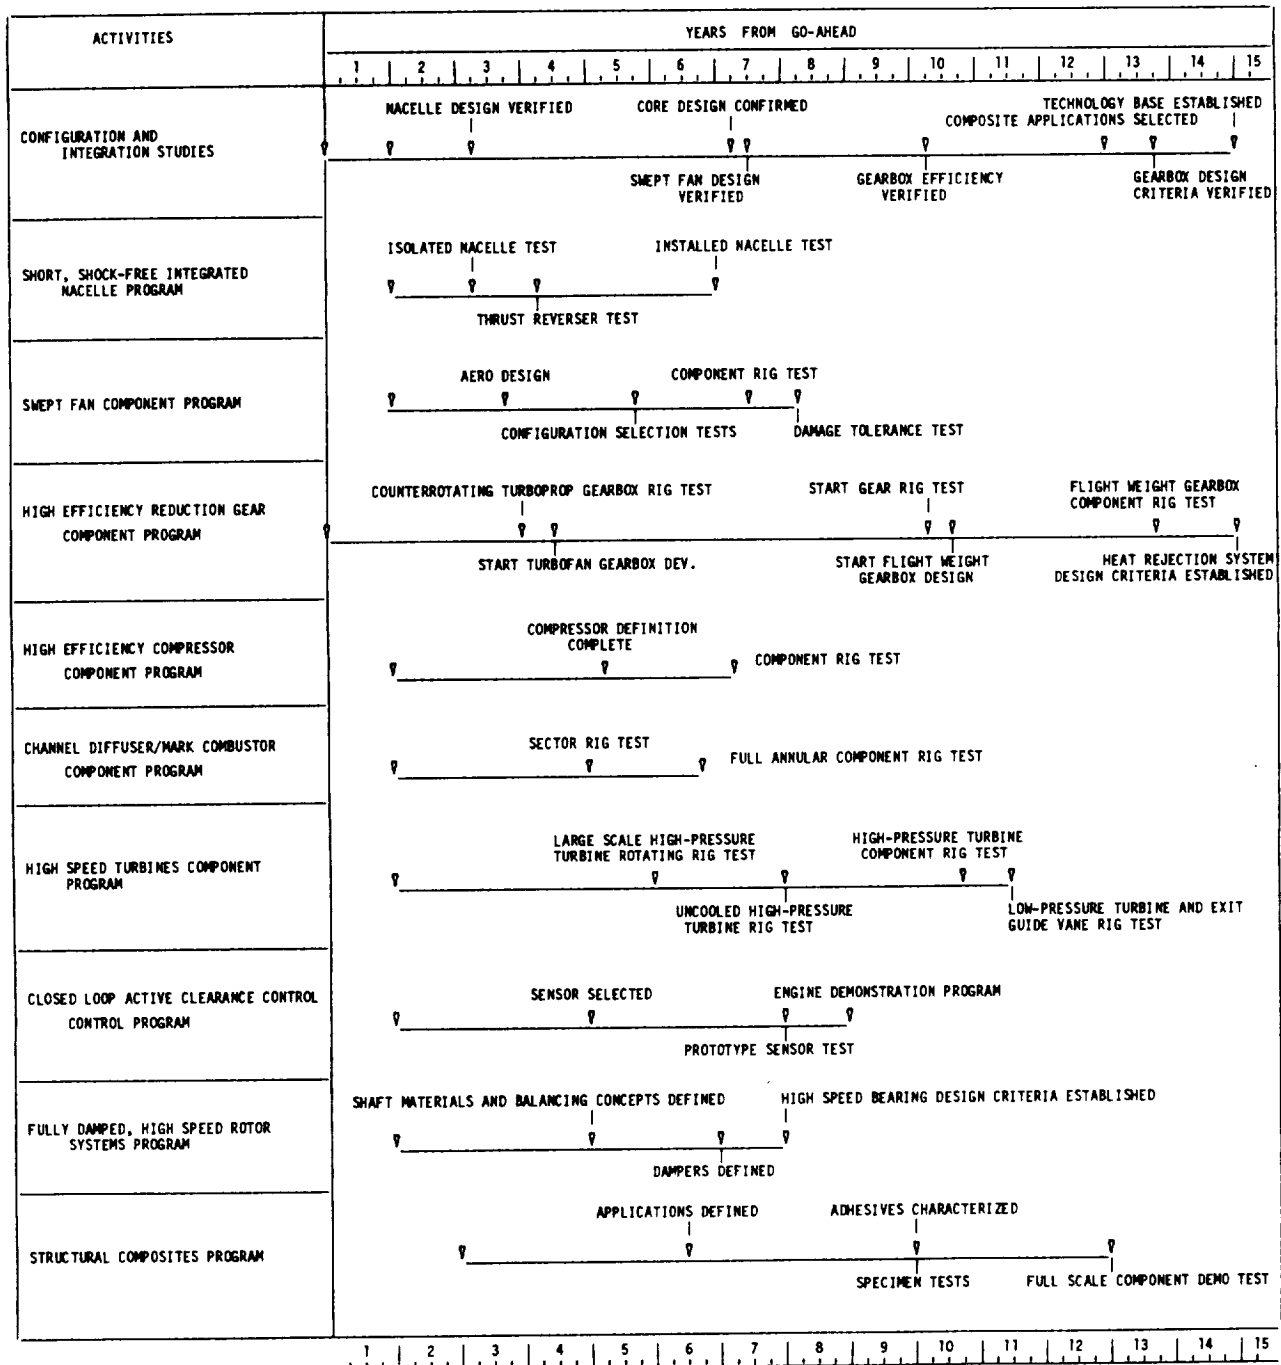 ACTIVITIES
YEARS FROM GO-AHEAD
1 2 3 4 5 6 7 8 9 10 11 12 13 14 15
CONFIGURATION AND
INTEGRATION STUDIES
NACELLE DESIGN VERIFIED
CORE DESIGN CONFIRMED
TECHNOLOGY BASE ESTABLISHED
COMPOSITE APPLICATIONS SELECTED
SWEPT FAN DESIGN
VERIFIED
GEARBOX EFFICIENCY
VERIFIED
GEARBOX DESIGN
CRITERIA VERIFIED
SHORT, SHOCK-FREE INTEGRATED
NACELLE PROGRAM
ISOLATED NACELLE TEST
INSTALLED NACELLE TEST
THRUST REVERSER TEST
SWEPT FAN COMPONENT PROGRAM
AERO DESIGN
COMPONENT RIG TEST
CONFIGURATION SELECTION TESTS
DAMAGE TOLERANCE TEST
HIGH EFFICIENCY REDUCTION GEAR
COMPONENT PROGRAM
COUNTERROTATING TURBOPROP GEARBOX RIG TEST
START GEAR RIG TEST
FLIGHT WEIGHT GEARBOX
COMPONENT RIG TEST
START TURBOFAN GEARBOX DEV.
START FLIGHT WEIGHT
GEARBOX DESIGN
HEAT REJECTION SYSTEM
DESIGN CRITERIA ESTABLISHED
HIGH EFFICIENCY COMPRESSOR
COMPONENT PROGRAM
COMPRESSOR DEFINITION
COMPLETE
COMPONENT RIG TEST
CHANNEL DIFFUSER/MARK COMBUSTOR
COMPONENT PROGRAM
SECTOR RIG TEST
FULL ANNULAR COMPONENT RIG TEST
HIGH SPEED TURBINES COMPONENT
PROGRAM
LARGE SCALE HIGH-PRESSURE
TURBINE ROTATING RIG TEST
HIGH-PRESSURE TURBINE
COMPONENT RIG TEST
UNCOOLED HIGH-PRESSURE
TURBINE RIG TEST
LOW-PRESSURE TURBINE AND EXIT
GUIDE VANE RIG TEST
CLOSED LOOP ACTIVE CLEARANCE CONTROL
CONTROL PROGRAM
SENSOR SELECTED
ENGINE DEMONSTRATION PROGRAM
PROTOTYPE SENSOR TEST
FULLY DAMPED, HIGH SPEED ROTOR
SYSTEMS PROGRAM
SHAFT MATERIALS AND BALANCING CONCEPTS DEFINED
HIGH SPEED BEARING DESIGN CRITERIA ESTABLISHED
DAMPERS DEFINED
STRUCTURAL COMPOSITES PROGRAM
APPLICATIONS DEFINED
ADHESIVES CHARACTERIZED
SPECIMEN TESTS
FULL SCALE COMPONENT DEMO TEST
1 2 3 4 5 6 7 8 9 10 11 12 13 14 15